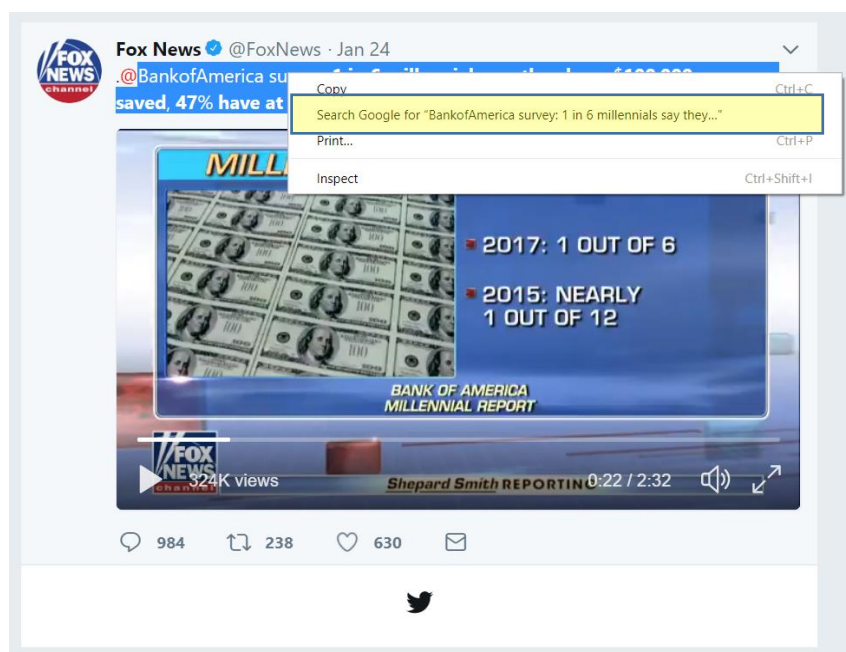 FOX
NEWS
channel
Fox News @FoxNews · Jan 24
.@BankofAmerica
saved, 47% have at
Copy Ctrl+C
Search Google for “BankofAmerica survey: 1 in 6 millennials say they...”
Print... Ctrl+P
Inspect Ctrl+Shift+I
MILL
2017: 1 OUT OF 6
2015: NEARLY
1 OUT OF 12
BANK OF AMERICA
MILLENNIAL REPORT
FOX
NEWS
channel
324K views
Shepard Smith REPORTING
0:22 / 2:32
984 238 630